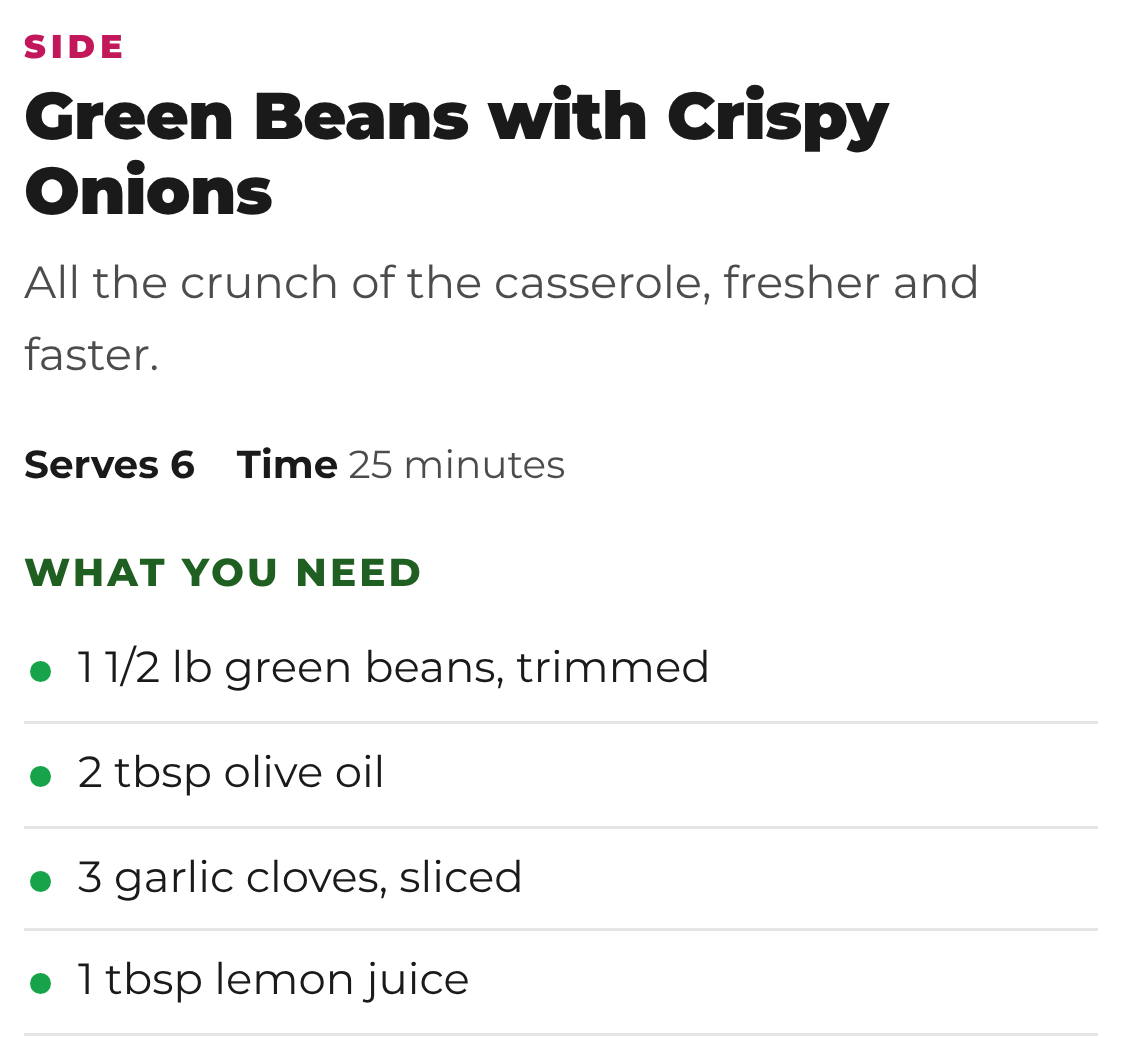 SIDE
Green Beans with Crispy
Onions
All the crunch of the casserole, fresher and
faster.
Serves 6 Time 25 minutes
WHAT YOU NEED
1 1/2 lb green beans, trimmed
2 tbsp olive oil
3 garlic cloves, sliced
1 tbsp lemon juice